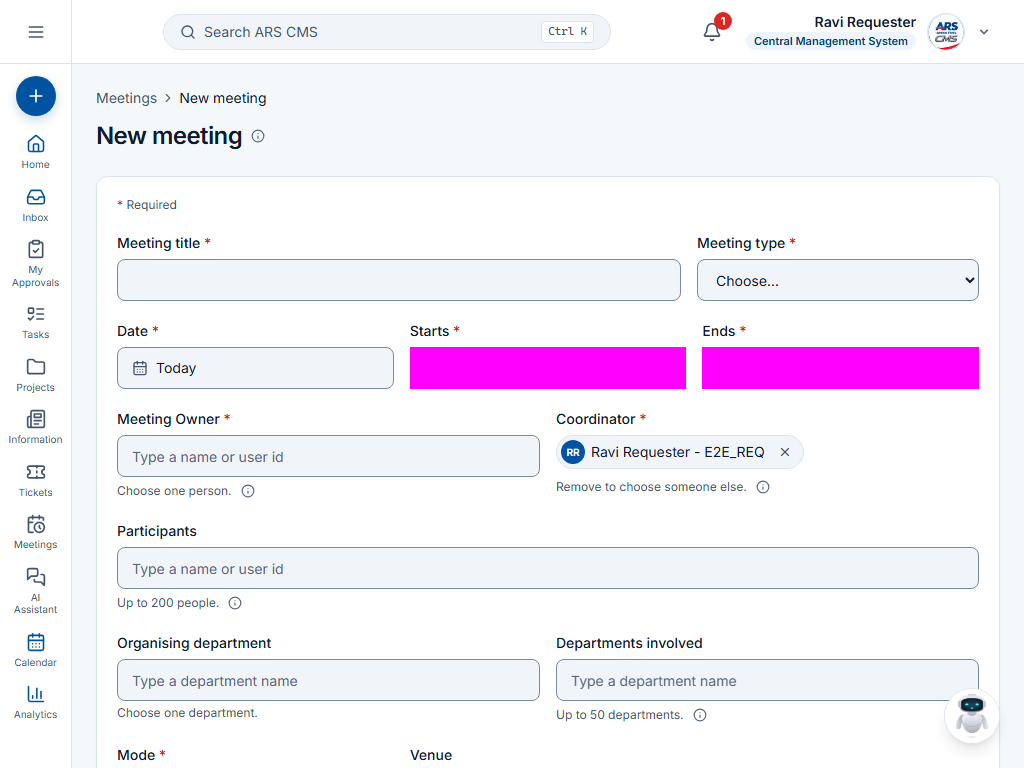 Search ARS CMS
Ctrl K
1
Ravi Requester
Central Management System
ARS
CMS
Meetings > New meeting
New meeting
Home
Inbox
My Approvals
Tasks
Projects
Information
Tickets
Meetings
AI Assistant
Calendar
Analytics
* Required
Meeting title *
Meeting type *
Choose...
Date *
Starts *
Ends *
Today
Meeting Owner *
Coordinator *
Type a name or user id
RR Ravi Requester - E2E_REQ
Choose one person.
Remove to choose someone else.
Participants
Type a name or user id
Up to 200 people.
Organising department
Departments involved
Type a department name
Type a department name
Choose one department.
Up to 50 departments.
Mode *
Venue